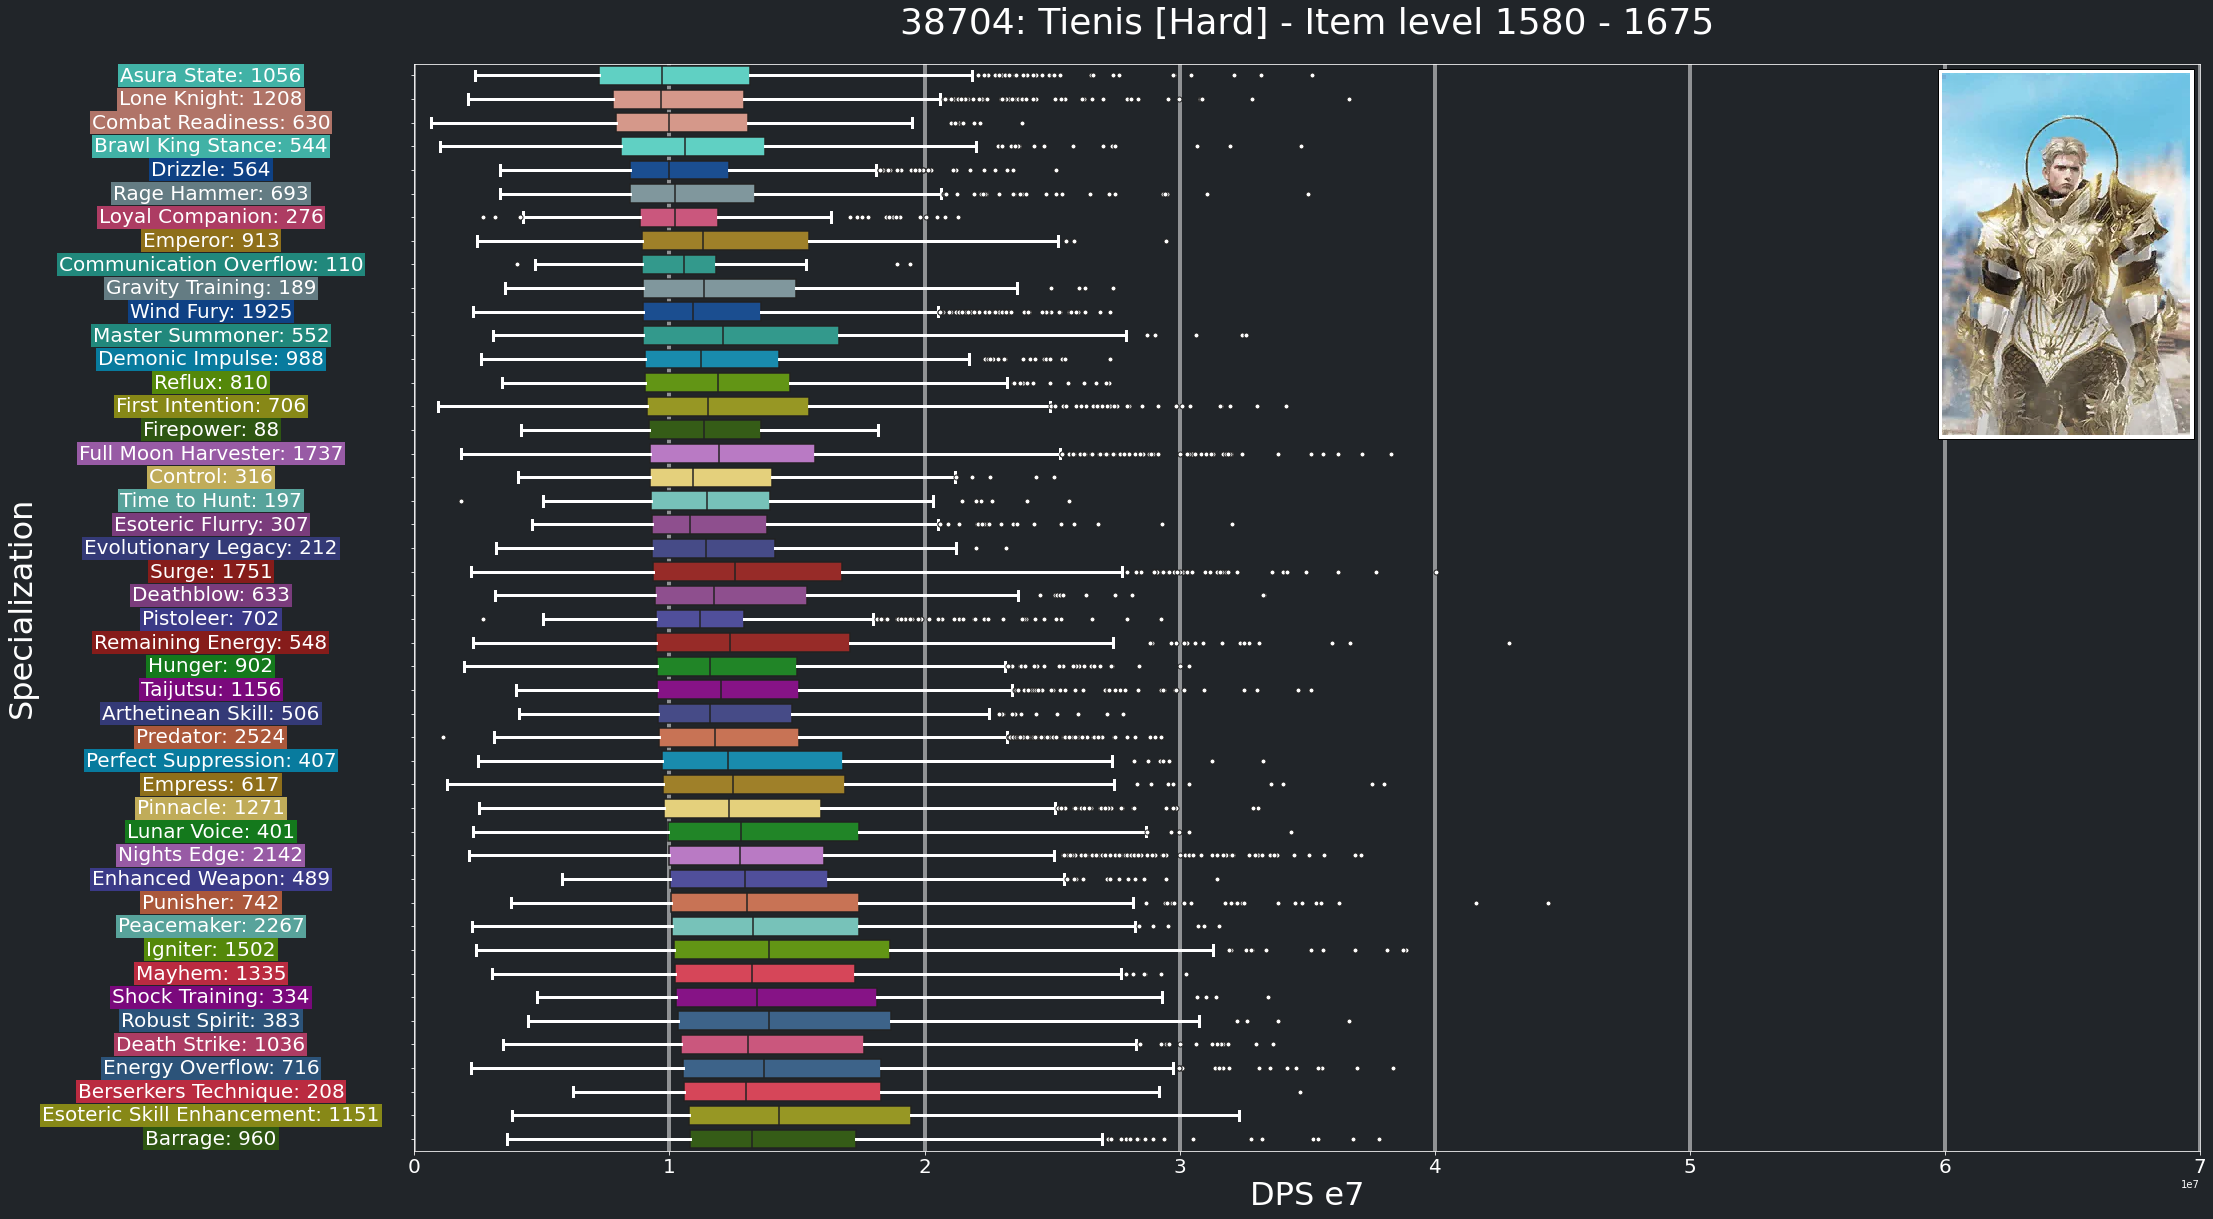 38704: Tienis [Hard] - Item level 1580 - 1675
Specialization
Asura State: 1056
Lone Knight: 1208
Combat Readiness: 630
Brawl King Stance: 544
Drizzle: 564
Rage Hammer: 693
Loyal Companion: 276
Emperor: 913
Communication Overflow: 110
Gravity Training: 189
Wind Fury: 1925
Master Summoner: 552
Demonic Impulse: 988
Reflux: 810
First Intention: 706
Firepower: 88
Full Moon Harvester: 1737
Control: 316
Time to Hunt: 197
Esoteric Flurry: 307
Evolutionary Legacy: 212
Surge: 1751
Deathblow: 633
Pistoleer: 702
Remaining Energy: 548
Hunger: 902
Taijutsu: 1156
Arthetinean Skill: 506
Predator: 2524
Perfect Suppression: 407
Empress: 617
Pinnacle: 1271
Lunar Voice: 401
Nights Edge: 2142
Enhanced Weapon: 489
Punisher: 742
Peacemaker: 2267
Igniter: 1502
Mayhem: 1335
Shock Training: 334
Robust Spirit: 383
Death Strike: 1036
Energy Overflow: 716
Berserkers Technique: 208
Esoteric Skill Enhancement: 1151
Barrage: 960
0 1 2 3 4 5 6 7
1e7
DPS e7